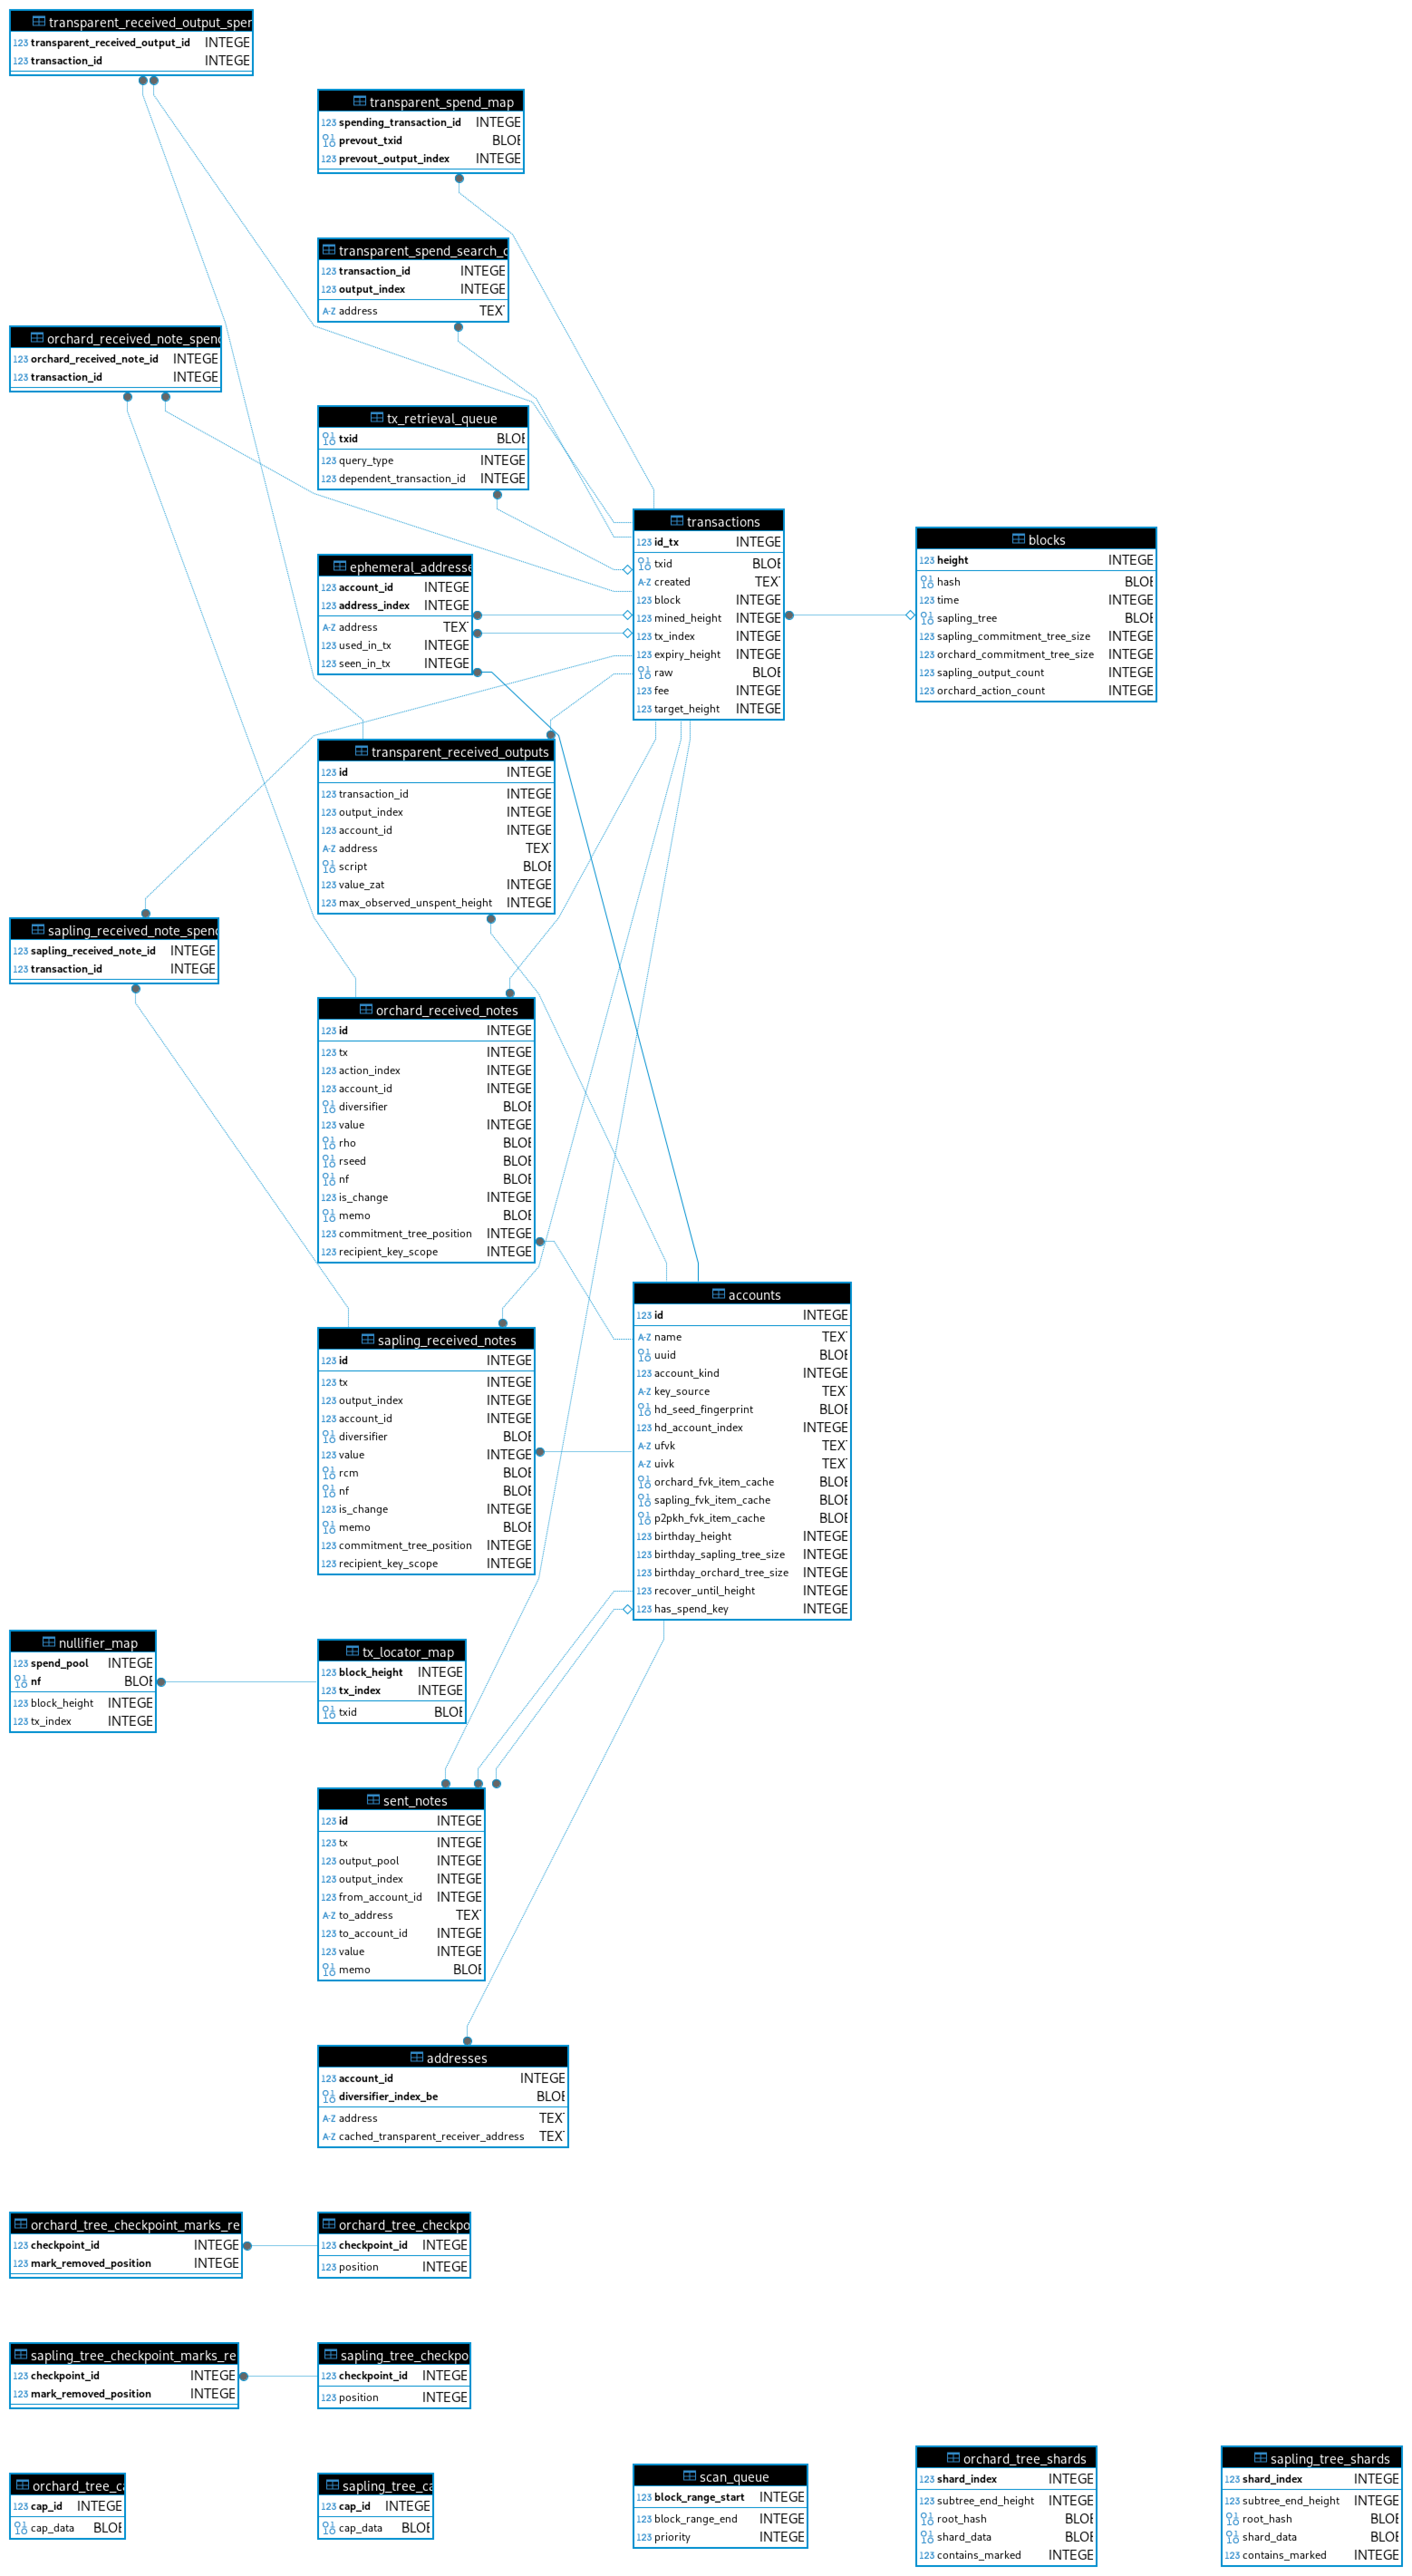 transparent_received_output_spen
123 transparent_received_output_id INTEGE
123 transaction_id INTEGE
transparent_spend_map
123 spending_transaction_id INTEGE
prevout_txid BLOE
123 prevout_output_index INTEGE
transparent_spend_search_c
123 transaction_id INTEGE
123 output_index INTEGE
A-Z address TEX
orchard_received_note_spend
123 orchard_received_note_id INTEGE
123 transaction_id INTEGE
tx_retrieval_queue
txid BLOE
123 query_type INTEGE
123 dependent_transaction_id INTEGE
transactions
123 id_tx INTEGE
txid BLOE
A-Z created TEX
123 block INTEGE
123 mined_height INTEGE
123 tx_index INTEGE
123 expiry_height INTEGE
raw BLOE
123 fee INTEGE
123 target_height INTEGE
blocks
123 height INTEGE
hash BLOE
123 time INTEGE
sapling_tree BLOE
123 sapling_commitment_tree_size INTEGE
123 orchard_commitment_tree_size INTEGE
123 sapling_output_count INTEGE
123 orchard_action_count INTEGE
ephemeral_addresse
123 account_id INTEGE
123 address_index INTEGE
A-Z address TEX
123 used_in_tx INTEGE
123 seen_in_tx INTEGE
transparent_received_outputs
123 id INTEGE
123 transaction_id INTEGE
123 output_index INTEGE
123 account_id INTEGE
A-Z address TEX
script BLOE
123 value_zat INTEGE
123 max_observed_unspent_height INTEGE
sapling_received_note_spend
123 sapling_received_note_id INTEGE
123 transaction_id INTEGE
orchard_received_notes
123 id INTEGE
123 tx INTEGE
123 action_index INTEGE
123 account_id INTEGE
diversifier BLOE
123 value INTEGE
rho BLOE
rseed BLOE
nf BLOE
123 is_change INTEGE
memo BLOE
123 commitment_tree_position INTEGE
123 recipient_key_scope INTEGE
accounts
123 id INTEGE
A-Z name TEX
uuid BLOE
123 account_kind INTEGE
A-Z key_source TEX
hd_seed_fingerprint BLOE
123 hd_account_index INTEGE
A-Z ufvk TEX
A-Z uivk TEX
orchard_fvk_item_cache BLOE
sapling_fvk_item_cache BLOE
p2pkh_fvk_item_cache BLOE
123 birthday_height INTEGE
123 birthday_sapling_tree_size INTEGE
123 birthday_orchard_tree_size INTEGE
123 recover_until_height INTEGE
123 has_spend_key INTEGE
sapling_received_notes
123 id INTEGE
123 tx INTEGE
123 output_index INTEGE
123 account_id INTEGE
diversifier BLOE
123 value INTEGE
rcm BLOE
nf BLOE
123 is_change INTEGE
memo BLOE
123 commitment_tree_position INTEGE
123 recipient_key_scope INTEGE
nullifier_map
123 spend_pool INTEGE
nf BLOE
123 block_height INTEGE
123 tx_index INTEGE
tx_locator_map
123 block_height INTEGE
123 tx_index INTEGE
txid BLOE
sent_notes
123 id INTEGE
123 tx INTEGE
123 output_pool INTEGE
123 output_index INTEGE
123 from_account_id INTEGE
A-Z to_address TEX
123 to_account_id INTEGE
123 value INTEGE
memo BLOE
addresses
123 account_id INTEGE
diversifier_index_be BLOE
A-Z address TEX
A-Z cached_transparent_receiver_address TEX
orchard_tree_checkpoint_marks_re
123 checkpoint_id INTEGE
123 mark_removed_position INTEGE
orchard_tree_checkpo
123 checkpoint_id INTEGE
123 position INTEGE
sapling_tree_checkpoint_marks_re
123 checkpoint_id INTEGE
123 mark_removed_position INTEGE
sapling_tree_checkpo
123 checkpoint_id INTEGE
123 position INTEGE
orchard_tree_ca
123 cap_id INTEGE
cap_data BLOE
sapling_tree_ca
123 cap_id INTEGE
cap_data BLOE
scan_queue
123 block_range_start INTEGE
123 block_range_end INTEGE
123 priority INTEGE
orchard_tree_shards
123 shard_index INTEGE
123 subtree_end_height INTEGE
root_hash BLOE
shard_data BLOE
123 contains_marked INTEGE
sapling_tree_shards
123 shard_index INTEGE
123 subtree_end_height INTEGE
root_hash BLOE
shard_data BLOE
123 contains_marked INTEGE